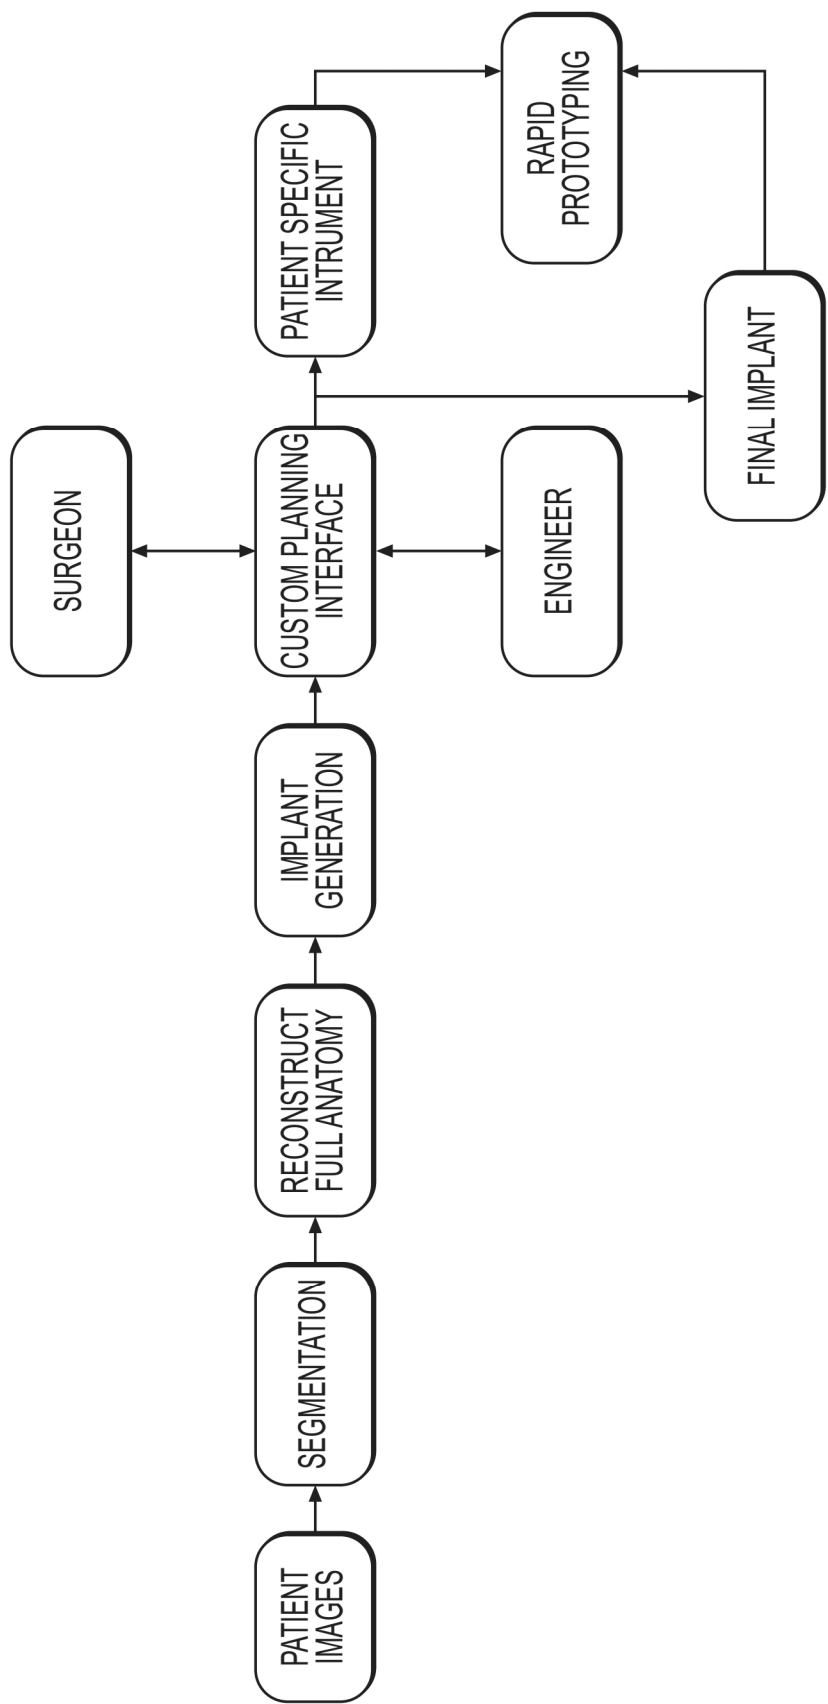 PATIENT
IMAGES
SEGMENTATION
RECONSTRUCT
FULL ANATOMY
IMPLANT
GENERATION
SURGEON
CUSTOM PLANNING
INTERFACE
ENGINEER
PATIENT SPECIFIC
INTRUMENT
FINAL IMPLANT
RAPID
PROTOTYPING